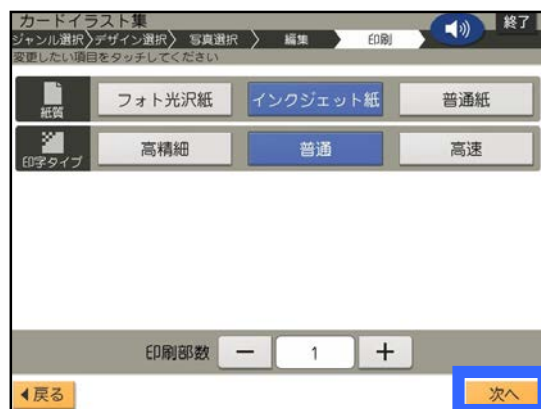 カードイラスト集
終了
ジャンル選択〉デザイン選択〉 写真選択 〉 編集 印刷
変更したい項目をタッチしてください
紙質 フォト光沢紙 インクジェット紙 普通紙
印字タイプ 高精細 普通 高速
印刷部数 − 1 +
戻る 次へ